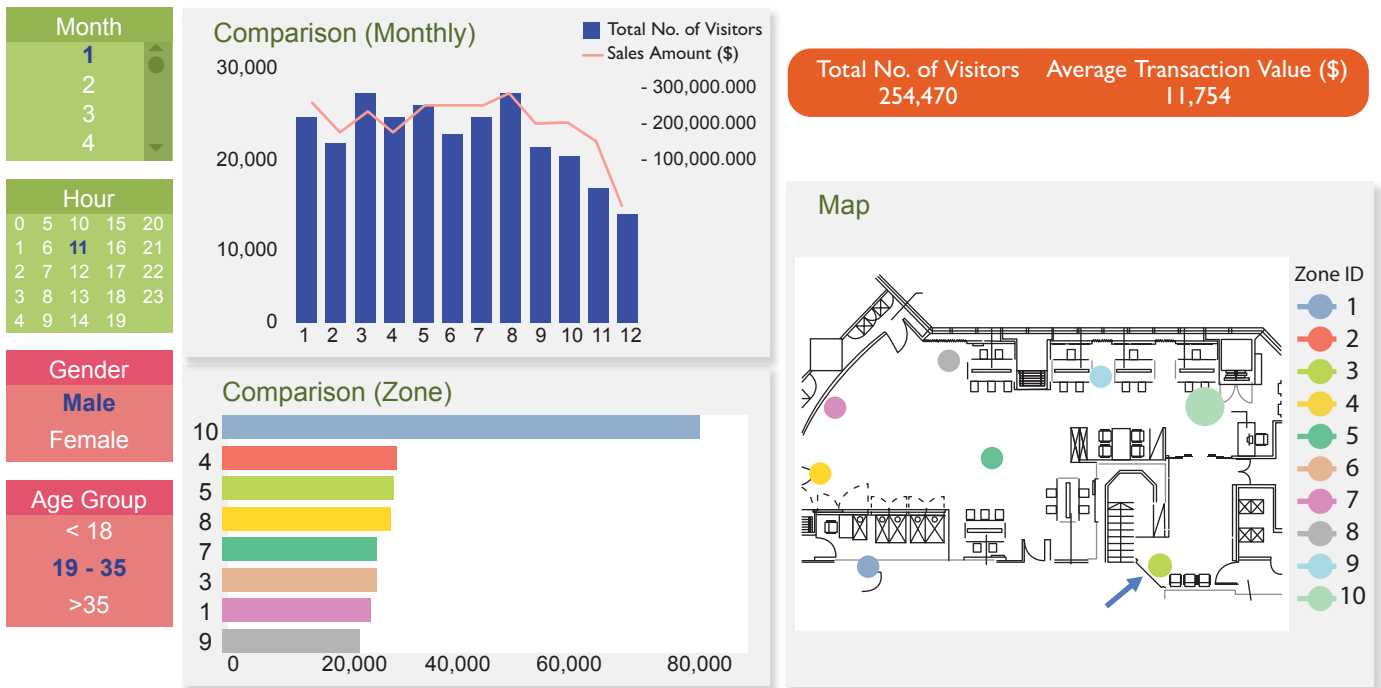 Month
1
2
3
4
Hour
0 5 10 15 20
1 6 11 16 21
2 7 12 17 22
3 8 13 18 23
4 9 14 19
Gender
Male
Female
Age Group
< 18
19 - 35
>35
Comparison (Monthly)
Total No. of Visitors
Sales Amount ($)
30,000
20,000
10,000
0
- 300,000.000
- 200,000.000
- 100,000.000
1 2 3 4 5 6 7 8 9 10 11 12
Comparison (Zone)
10
4
5
8
7
3
1
9
0 20,000 40,000 60,000 80,000
Total No. of Visitors Average Transaction Value ($)
254,470 11,754
Map
Zone ID
1
2
3
4
5
6
7
8
9
10